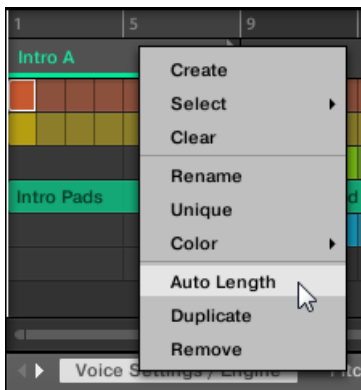 1 5 9
Intro A
Create
Select
Clear
Rename
Intro Pads
Unique
d
Color
Auto Length
Duplicate
Remove
Voice Settings / Engine Pitc